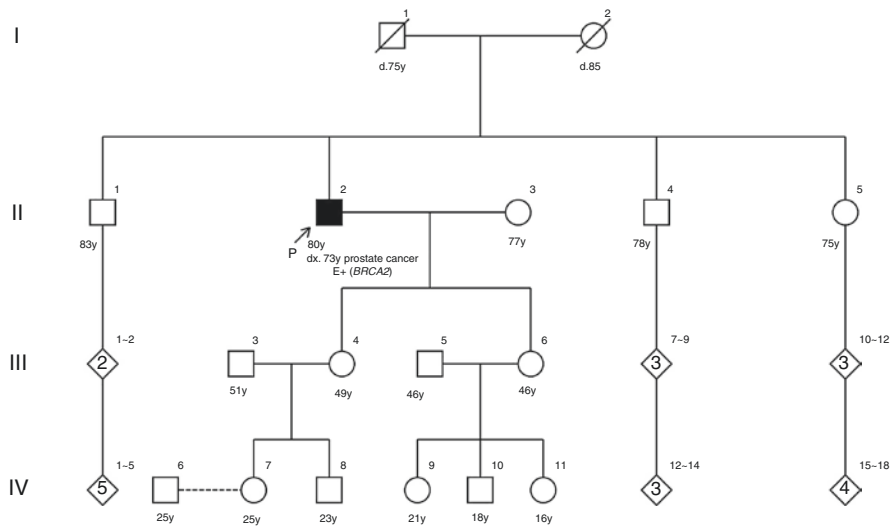 I
1
2
d.75y
d.85
II
1
2
3
4
5
83y
P
80y
77y
78y
75y
dx. 73y prostate cancer
E+ (BRCA2)
III
1~2
3
4
5
6
7~9
10~12
2
3
3
51y
49y
46y
46y
IV
1~5
6
7
8
9
10
11
12~14
15~18
5
3
4
25y
25y
23y
21y
18y
16y